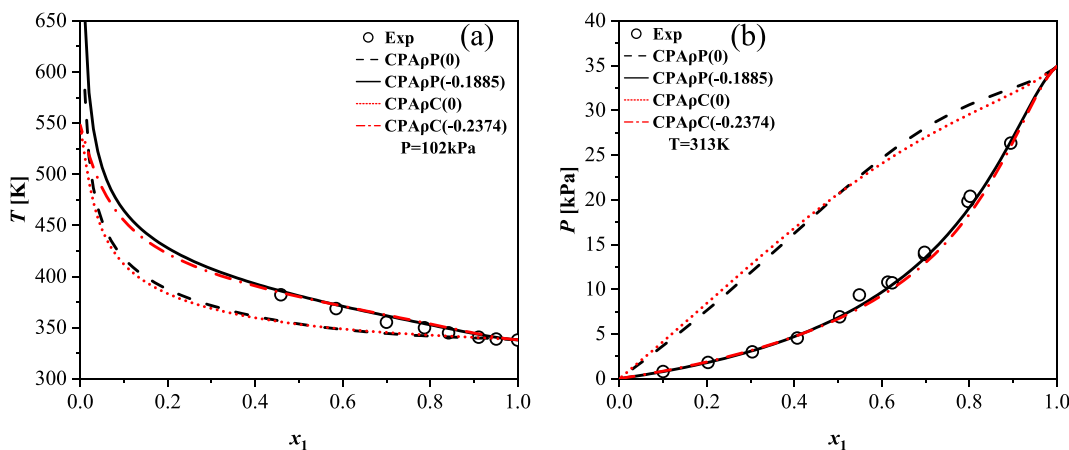 650
600
550
500
450
400
350
300
T [K]
0.0
0.2
0.4
0.6
0.8
1.0
x1
(a)
Exp
CPAρP(0)
CPAρP(-0.1885)
CPAρC(0)
CPAρC(-0.2374)
P=102kPa
40
35
30
25
20
15
10
5
0
P [kPa]
0.0
0.2
0.4
0.6
0.8
1.0
x1
(b)
Exp
CPAρP(0)
CPAρP(-0.1885)
CPAρC(0)
CPAρC(-0.2374)
T=313K